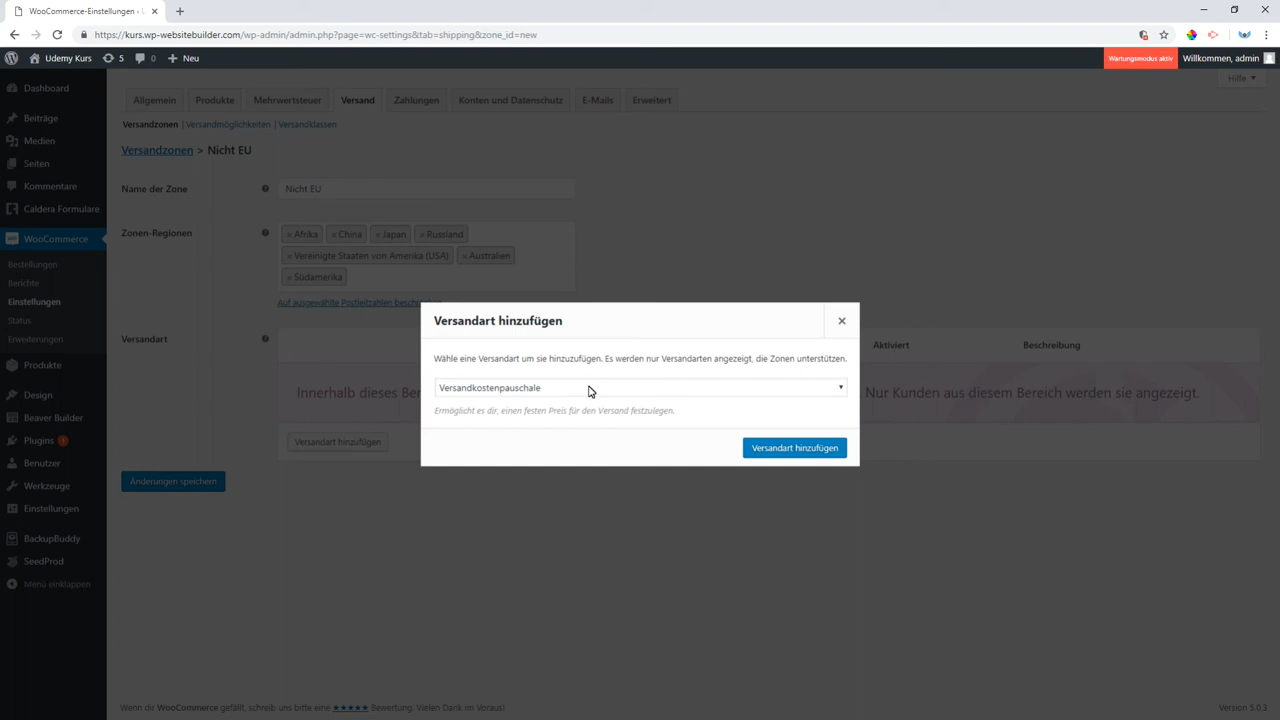 WooCommerce-Einstellungen ‹ Ud
https://kurs.wp-websitebuilder.com/wp-admin/admin.php?page=wc-settings&tab=shipping&zone_id=new
Udemy Kurs 5 0 Neu Wartungsmodus aktiv Willkommen, admin
Hilfe
Dashboard
Beiträge
Medien
Seiten
Kommentare
Caldera Formulare
WooCommerce
Bestellungen
Berichte
Einstellungen
Status
Erweiterungen
Produkte
Design
Beaver Builder
Plugins 1
Benutzer
Werkzeuge
Einstellungen
BackupBuddy
SeedProd
Menü einklappen
Allgemein Produkte Mehrwertsteuer Versand Zahlungen Konten und Datenschutz E-Mails Erweitert
Versandzonen | Versandmöglichkeiten | Versandklassen
Versandzonen > Nicht EU
Name der Zone Nicht EU
Zonen-Regionen × Afrika × China × Japan × Russland
× Vereinigte Staaten von Amerika (USA) × Australien
× Südamerika
Auf ausgewählte Postleitzahlen beschrä
Versandart Aktiviert Beschreibung
Innerhalb dieses Ber Nur Kunden aus diesem Bereich werden sie angezeigt.
Versandart hinzufügen
Änderungen speichern
Versandart hinzufügen ×
Wähle eine Versandart um sie hinzuzufügen. Es werden nur Versandarten angezeigt, die Zonen unterstützen.
Versandkostenpauschale
Ermöglicht es dir, einen festen Preis für den Versand festzulegen.
Versandart hinzufügen
Wenn dir WooCommerce gefällt, schreib uns bitte eine ★★★★★ Bewertung. Vielen Dank im Voraus!
Version 5.0.3